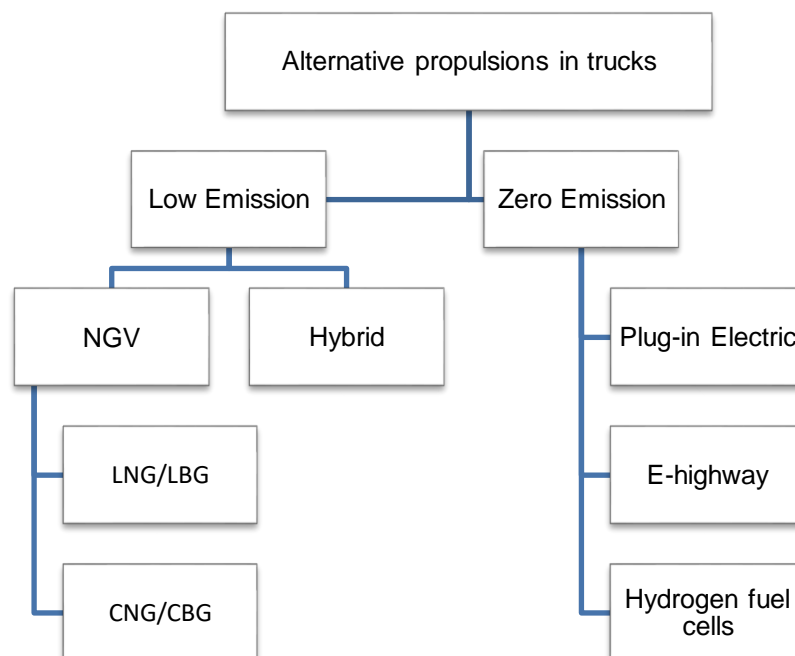 Alternative propulsions in trucks
Low Emission
Zero Emission
NGV
Hybrid
Plug-in Electric
LNG/LBG
E-highway
CNG/CBG
Hydrogen fuel
cells